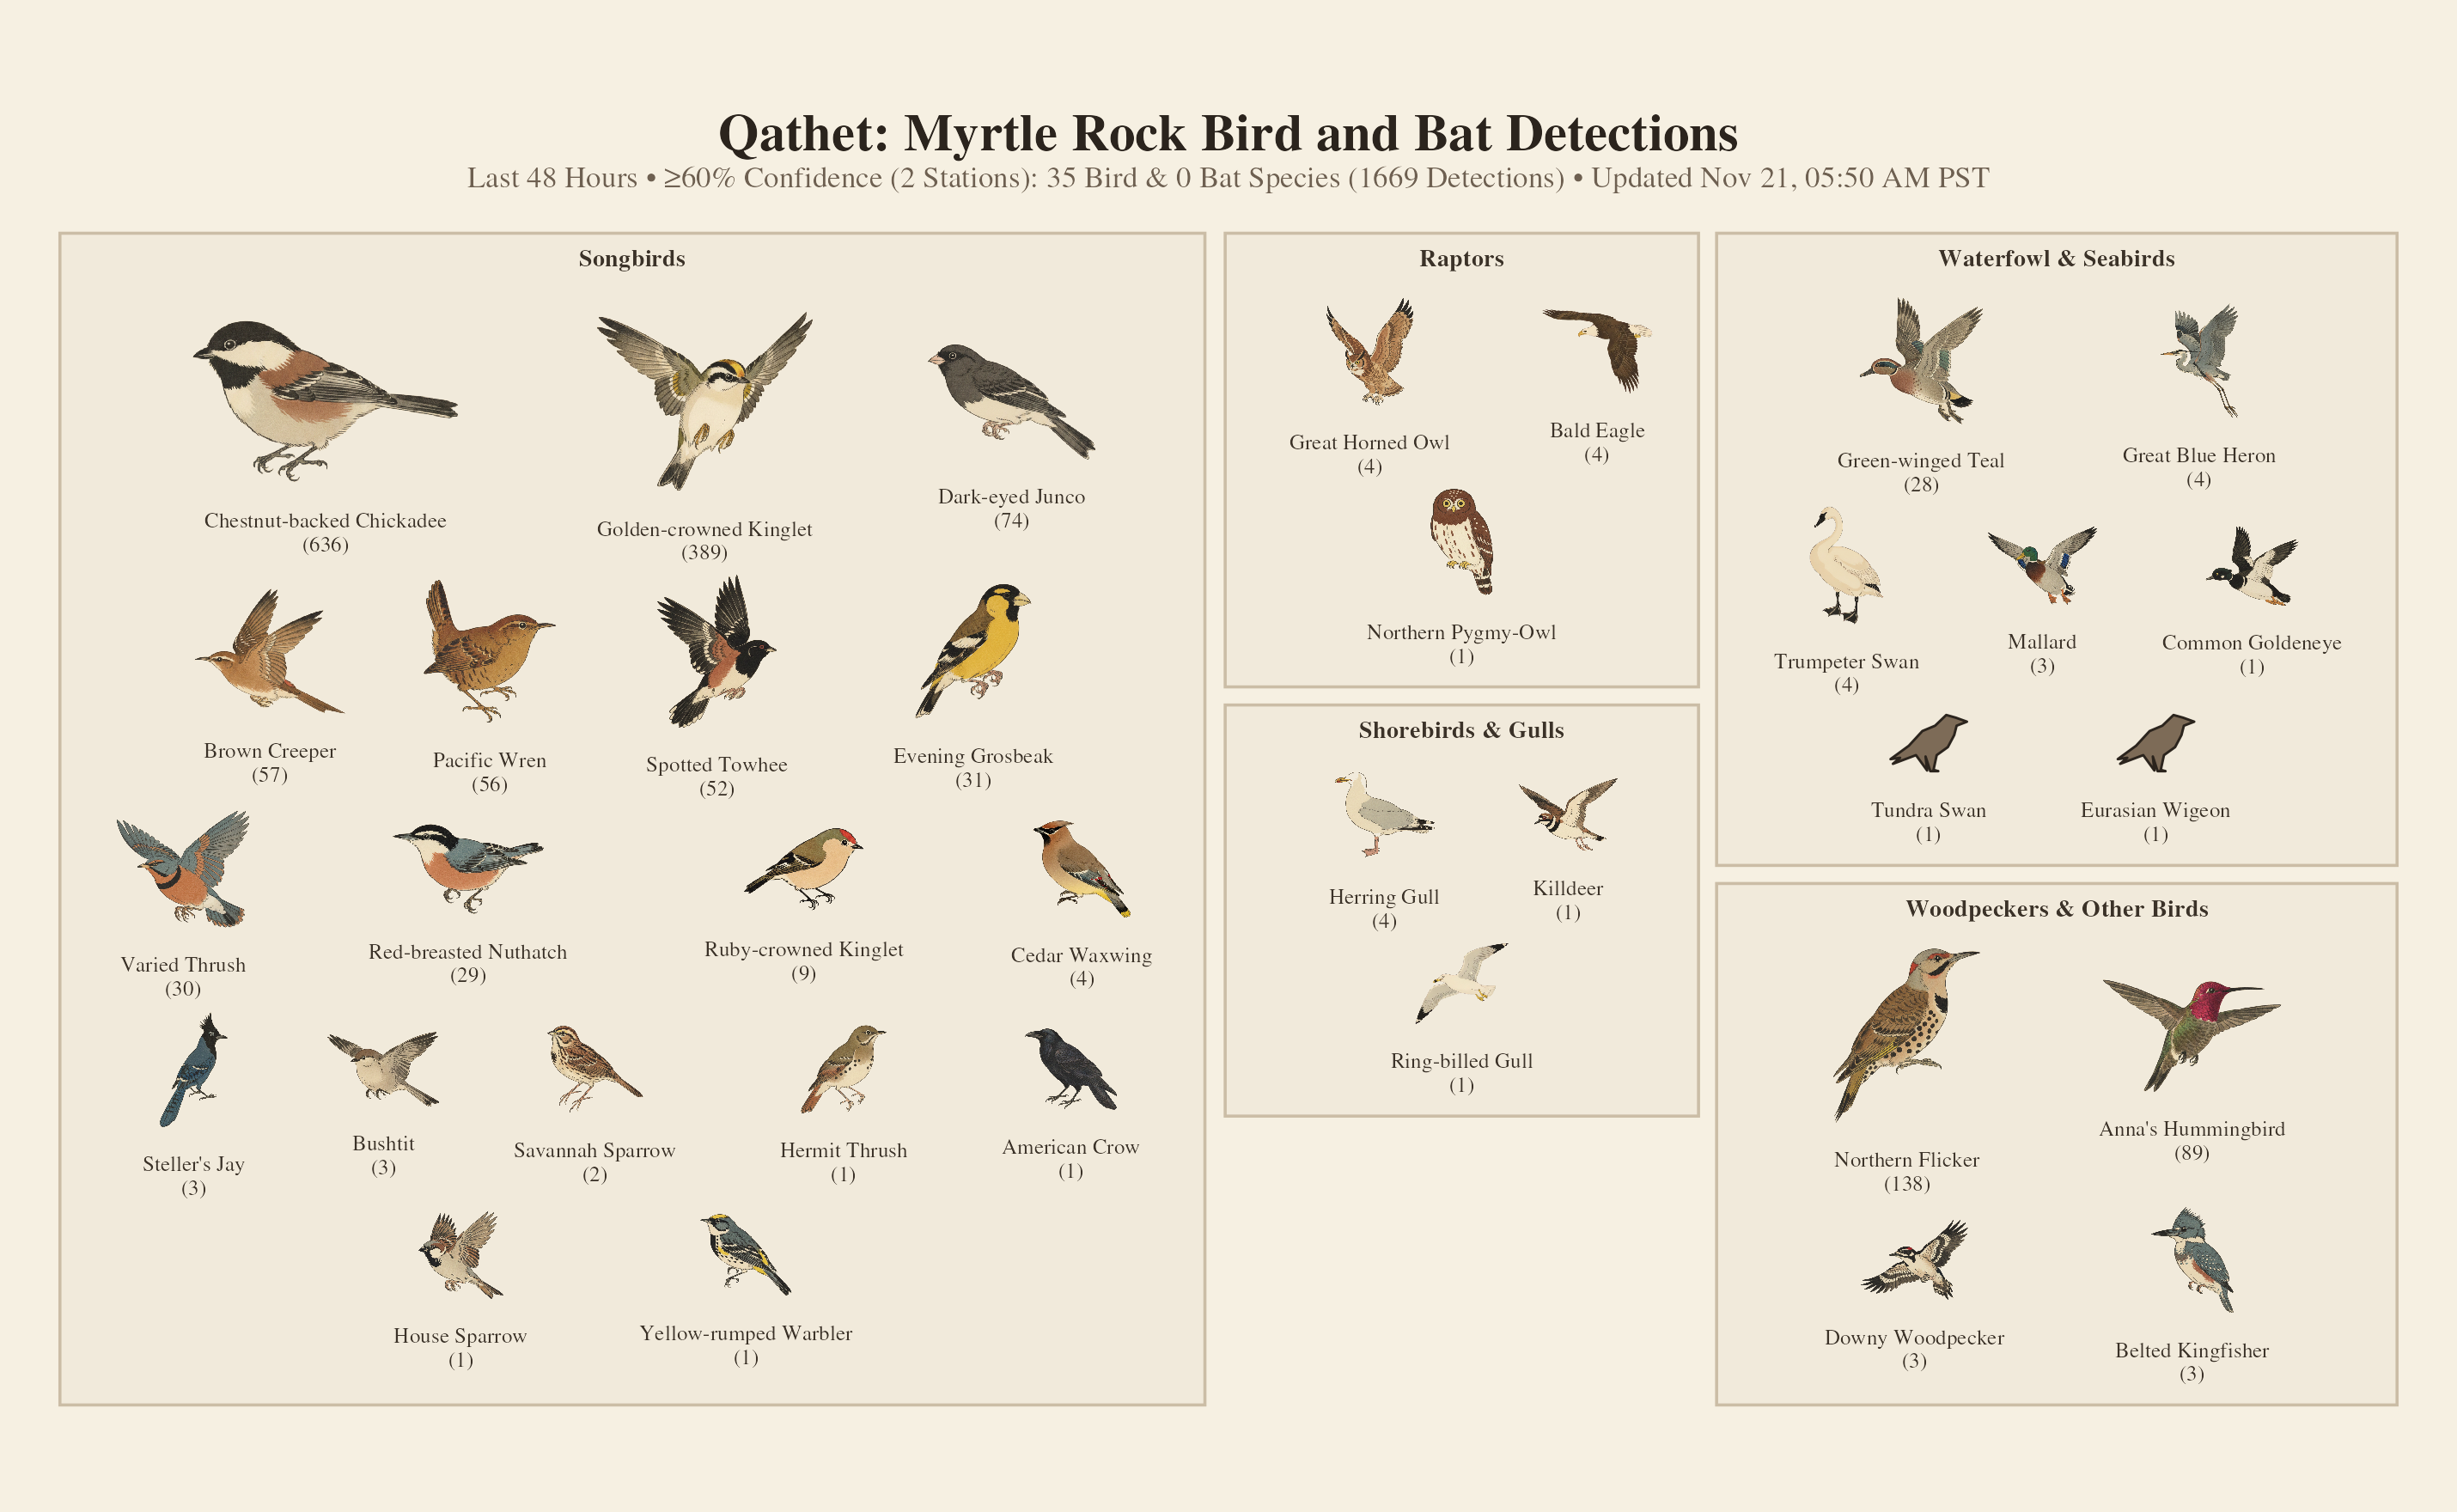 Qathet: Myrtle Rock Bird and Bat Detections
Last 48 Hours • ≥60% Confidence (2 Stations): 35 Bird & 0 Bat Species (1669 Detections) • Updated Nov 21, 05:50 AM PST
Songbirds
Chestnut-backed Chickadee
(636)
Golden-crowned Kinglet
(389)
Dark-eyed Junco
(74)
Brown Creeper
(57)
Pacific Wren
(56)
Spotted Towhee
(52)
Evening Grosbeak
(31)
Varied Thrush
(30)
Red-breasted Nuthatch
(29)
Ruby-crowned Kinglet
(9)
Cedar Waxwing
(4)
Steller's Jay
(3)
Bushtit
(3)
Savannah Sparrow
(2)
Hermit Thrush
(1)
American Crow
(1)
House Sparrow
(1)
Yellow-rumped Warbler
(1)
Raptors
Great Horned Owl
(4)
Bald Eagle
(4)
Northern Pygmy-Owl
(1)
Shorebirds & Gulls
Herring Gull
(4)
Killdeer
(1)
Ring-billed Gull
(1)
Waterfowl & Seabirds
Green-winged Teal
(28)
Great Blue Heron
(4)
Trumpeter Swan
(4)
Mallard
(3)
Common Goldeneye
(1)
Tundra Swan
(1)
Eurasian Wigeon
(1)
Woodpeckers & Other Birds
Northern Flicker
(138)
Anna's Hummingbird
(89)
Downy Woodpecker
(3)
Belted Kingfisher
(3)